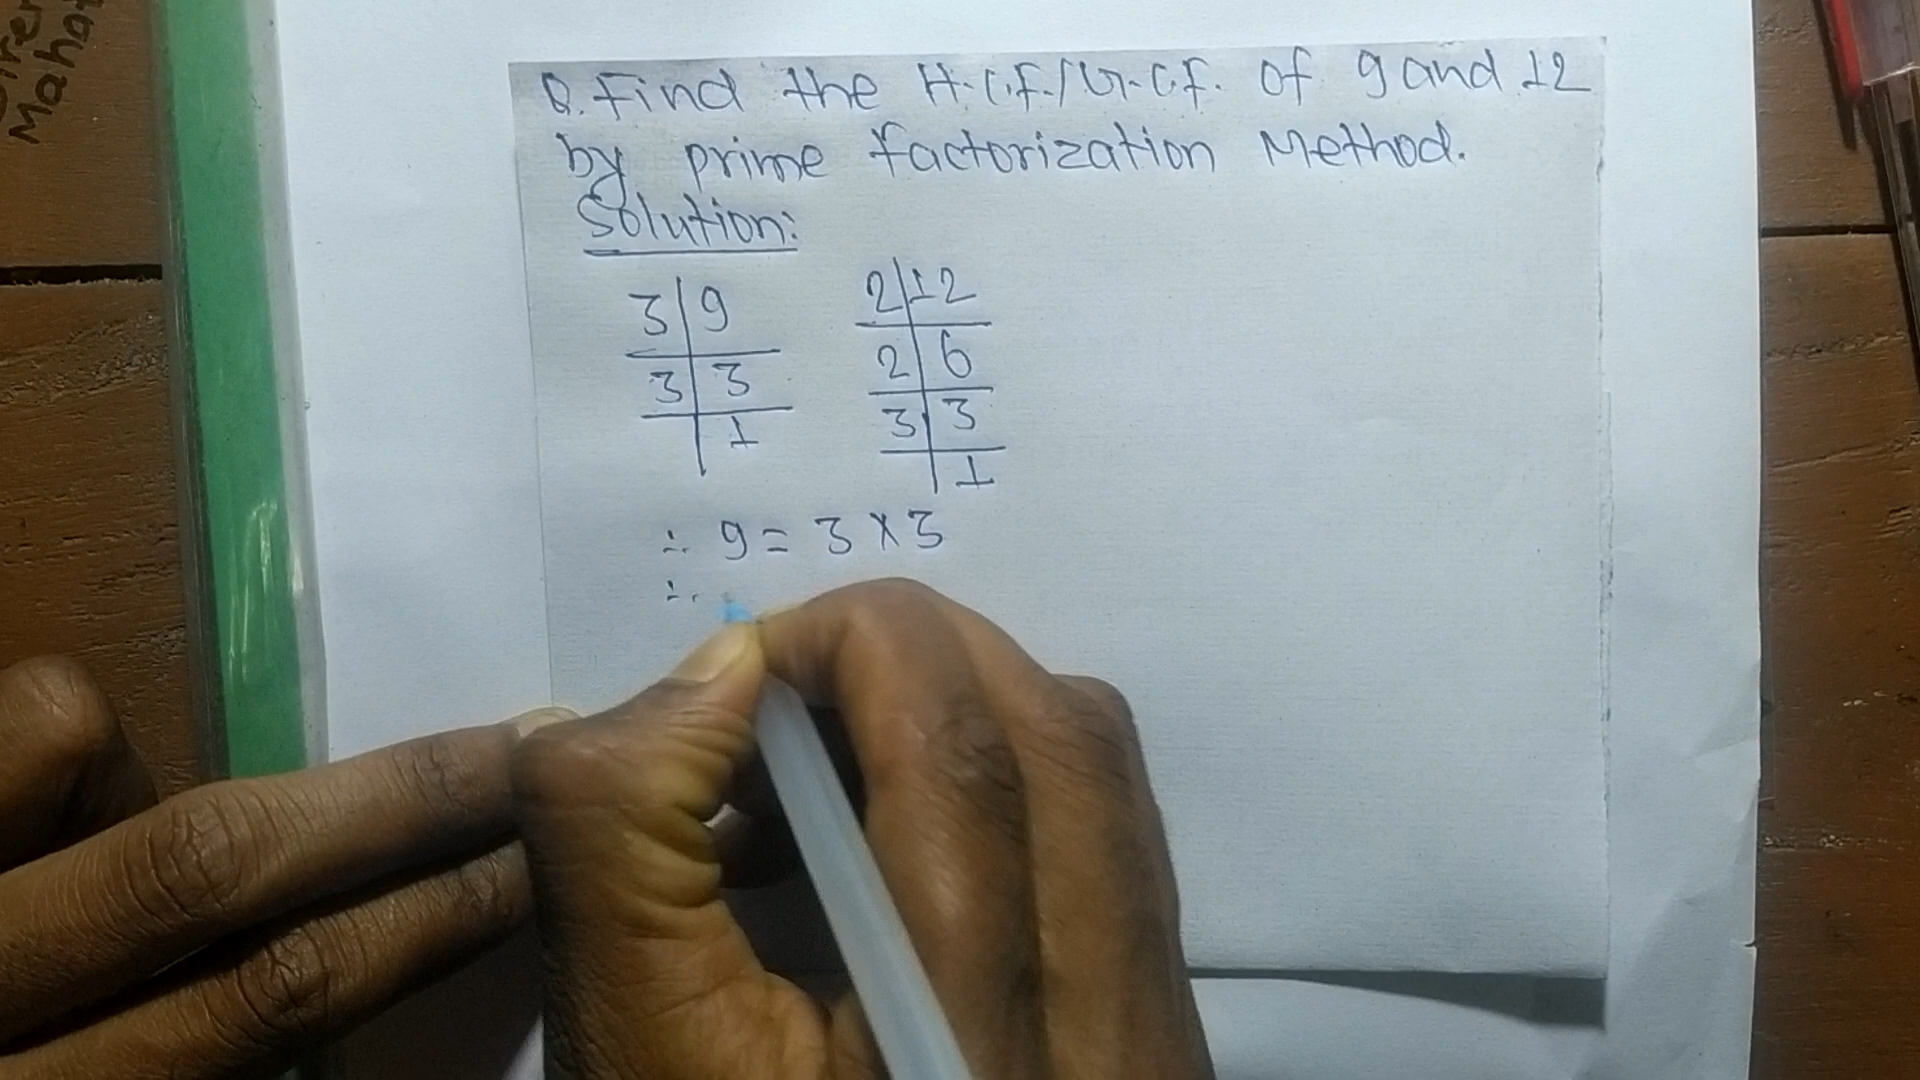 Q. Find the H.C.F./G.C.F. of 9 and 12
by prime factorization Method.
Solution:
3 | 9
3 | 3
1
2 | 12
2 | 6
3 | 3
1
∴ 9 = 3 × 3
∴